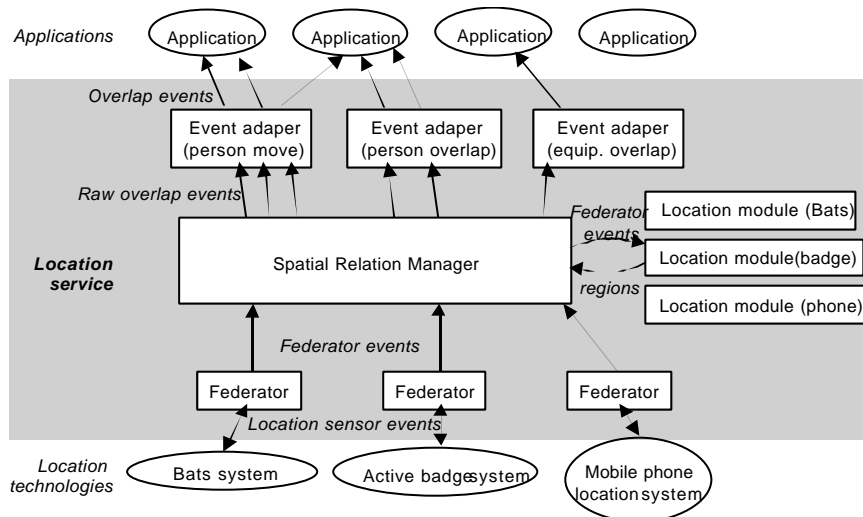 Applications
Application
Application
Application
Application
Overlap events
Event adaper
(person move)
Event adaper
(person overlap)
Event adaper
(equip. overlap)
Raw overlap events
Federator
events
Location module (Bats)
Location
service
Spatial Relation Manager
Location module(badge)
regions
Location module (phone)
Federator events
Federator
Federator
Federator
Location sensor events
Location
technologies
Bats system
Active badge system
Mobile phone
location system